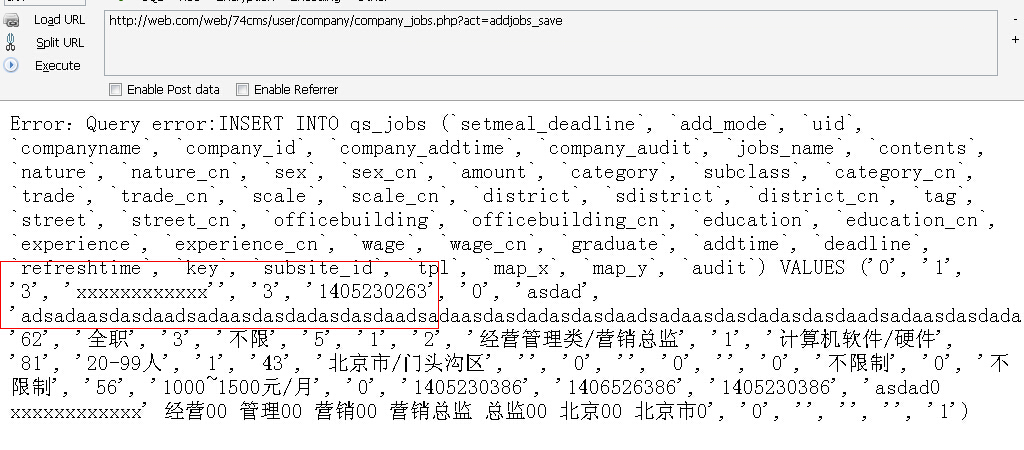 SQL- XSS- Encryption- Encoding- Other-
Load URL
http://web.com/web/74cms/user/company/company_jobs.php?act=addjobs_save
Split URL
Execute
Enable Post data Enable Referrer
Error：Query error:INSERT INTO qs_jobs (`setmeal_deadline`, `add_mode`, `uid`,
`companyname`, `company_id`, `company_addtime`, `company_audit`, `jobs_name`, `contents`,
`nature`, `nature_cn`, `sex`, `sex_cn`, `amount`, `category`, `subclass`, `category_cn`,
`trade`, `trade_cn`, `scale`, `scale_cn`, `district`, `sdistrict`, `district_cn`, `tag`,
`street`, `street_cn`, `officebuilding`, `officebuilding_cn`, `education`, `education_cn`,
`experience`, `experience_cn`, `wage`, `wage_cn`, `graduate`, `addtime`, `deadline`,
`refreshtime`, `key`, `subsite_id`, `tpl`, `map_x`, `map_y`, `audit`) VALUES ('0', '1',
'3', 'xxxxxxxxxxxxx'', '3', '1405230263', '0', 'asdad',
'adsadaasdasdaadsadaasdasdadasdasdaadsadaasdasdadasdasdaadsadaasdasdadasdasdaadsaasdasdada
'62', '全职', '3', '不限', '5', '1', '2', '经营管理类/营销总监', '1', '计算机软件/硬件',
'81', '20-99人', '1', '43', '北京市/门头沟区', '', '0', '', '0', '', '0', '不限制', '0', '不
限制', '56', '1000~1500元/月', '0', '1405230386', '1406526386', '1405230386', 'asdad0
xxxxxxxxxxxxx' 经营00 管理00 营销00 营销总监 总监00 北京00 北京市0', '0', '', '', '', '1')